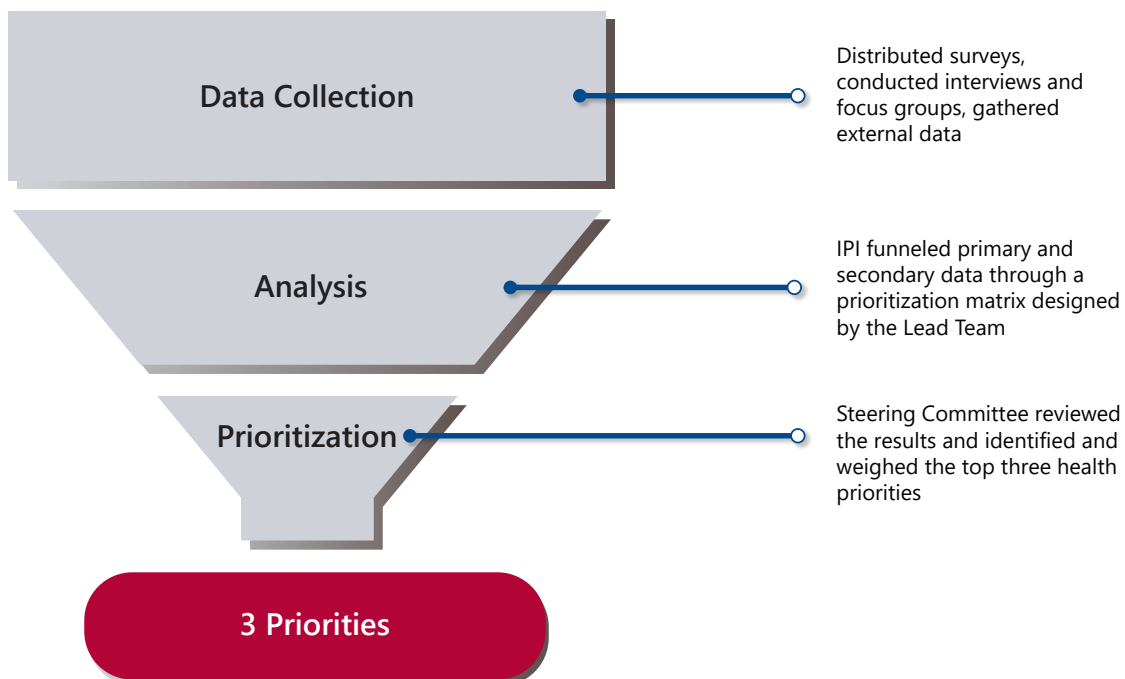 Data Collection
Distributed surveys,
conducted interviews and
focus groups, gathered
external data
Analysis
IPI funneled primary and
secondary data through a
prioritization matrix designed
by the Lead Team
Prioritization
Steering Committee reviewed
the results and identified and
weighed the top three health
priorities
3 Priorities